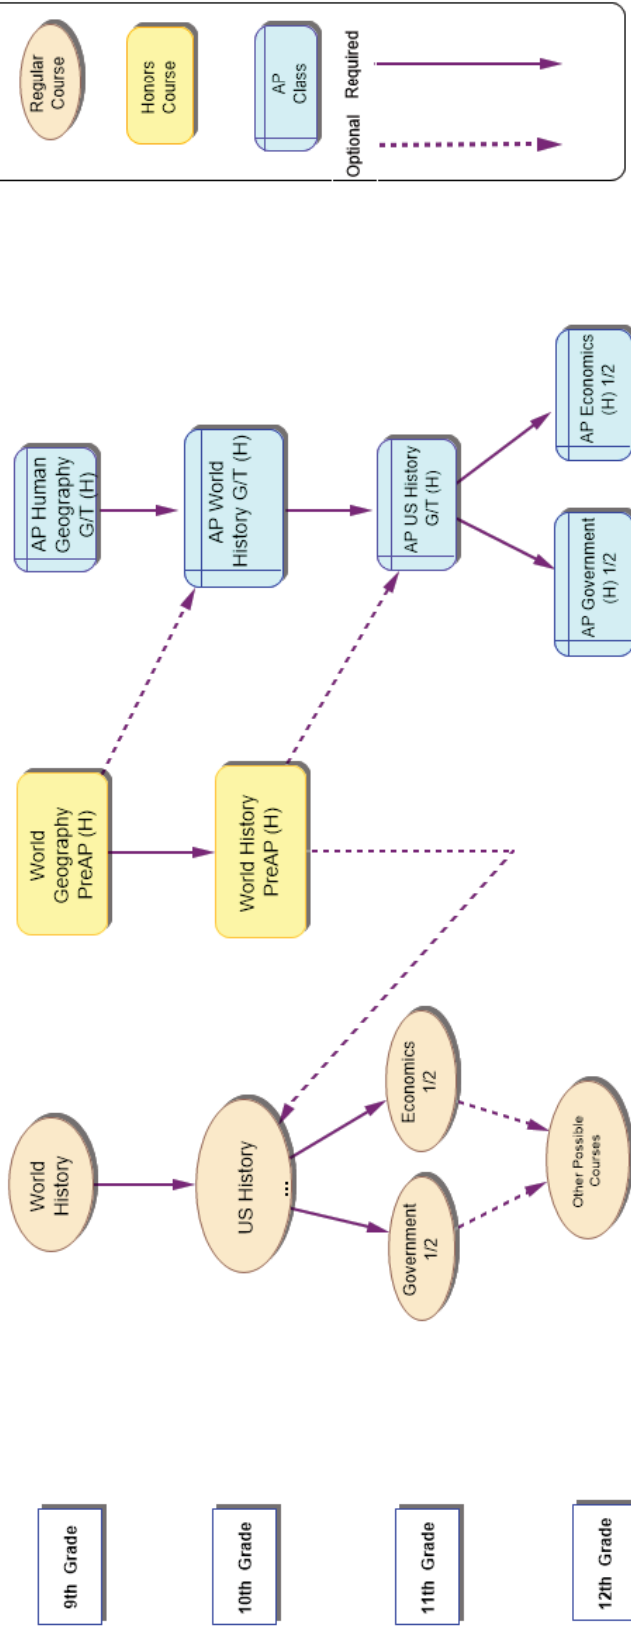 9th  Grade
World
History
World
Geography
PreAP (H)
AP Human
Geography
G/T (H)
10th  Grade
US History
...
World History
PreAP (H)
AP World
History G/T (H)
11th  Grade
Government
1/2
Economics
1/2
AP US History
G/T (H)
12th  Grade
Other Possible
Courses
AP Government
(H) 1/2
AP Economics
(H) 1/2
Regular
Course
Honors
Course
AP
Class
Optional
Required